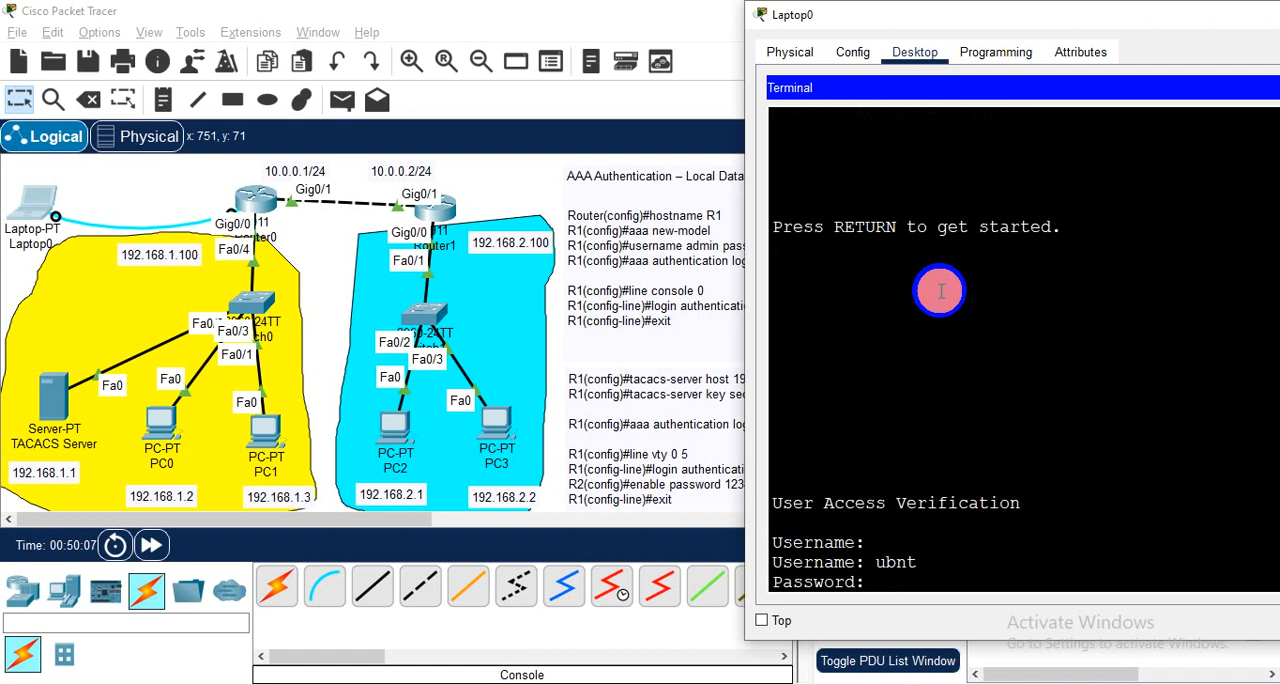 Cisco Packet Tracer
File Edit Options View Tools Extensions Window Help
Logical
Physical
x: 751, y: 71
10.0.0.1/24
10.0.0.2/24
Gig0/1
Gig0/1
Laptop-PT
Laptop0
Gig0/0
Fa0/4
192.168.1.100
Gig0/0
Router1
Fa0/1
192.168.2.100
Fa0/3
Fa0/1
Fa0
Fa0
Fa0
Server-PT
TACACS Server
192.168.1.1
PC-PT
PC0
192.168.1.2
PC-PT
PC1
192.168.1.3
Fa0/2
Fa0/3
Fa0
Fa0
PC-PT
PC2
192.168.2.1
PC-PT
PC3
192.168.2.2
AAA Authentication – Local Data
Router(config)#hostname R1
R1(config)#aaa new-model
R1(config)#username admin pas
R1(config)#aaa authentication log
R1(config)#line console 0
R1(config-line)#login authenticatio
R1(config-line)#exit
R1(config)#tacacs-server host 19
R1(config)#tacacs-server key sec
R1(config)#aaa authentication log
R1(config)#line vty 0 5
R1(config-line)#login authenticati
R2(config)#enable password 123
R1(config-line)#exit
Time: 00:50:07
Console
Laptop0
Physical Config Desktop Programming Attributes
Terminal
Press RETURN to get started.
User Access Verification
Username:
Username: ubnt
Password:
Top
Activate Windows
Go to Settings to activate Windows.
Toggle PDU List Window